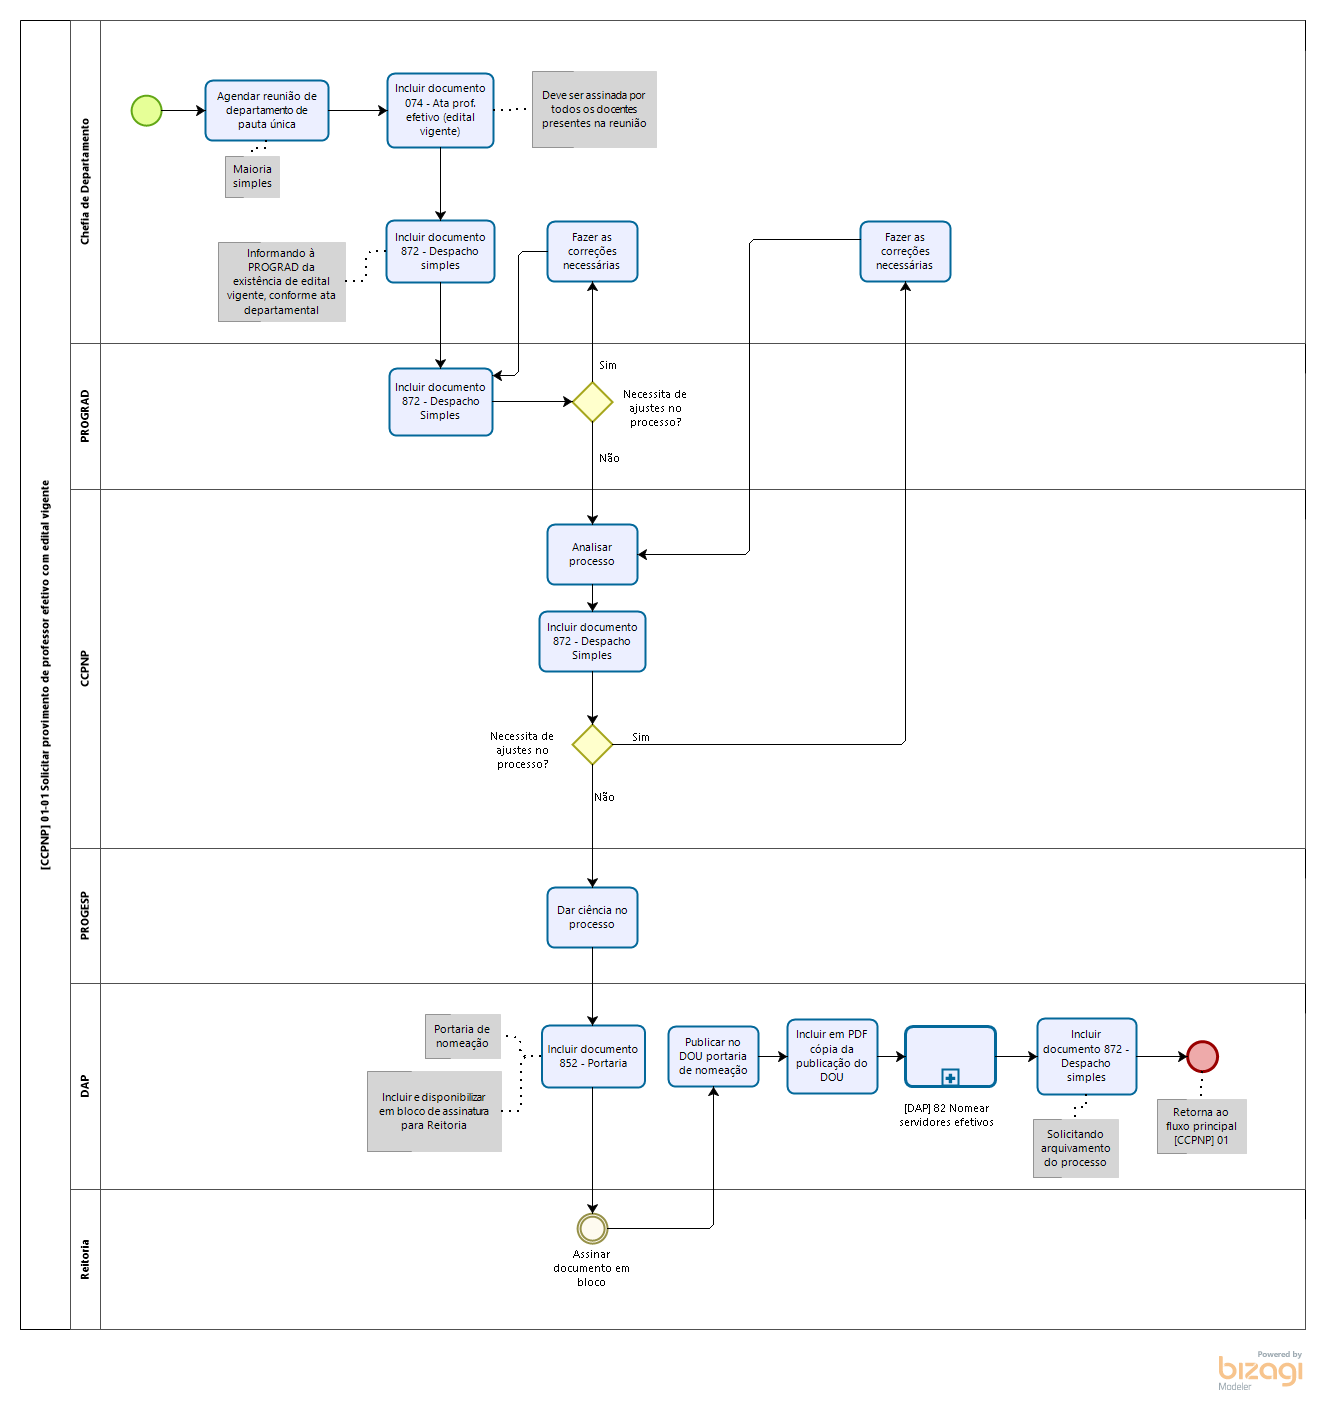 [CCPNP] 01-01 Solicitar provimento de professor efetivo com edital vigente
Chefia de Departamento
Agendar reunião de
departamento de
pauta única
Maioria
simples
Incluir documento
074 - Ata prof.
efetivo (edital
vigente)
Deve ser assinada por
todos os docentes
presentes na reunião
Informando à
PROGRAD da
existência de edital
vigente, conforme ata
departamental
Incluir documento
872 - Despacho
simples
Fazer as
correções
necessárias
Fazer as
correções
necessárias
PROGRAD
Incluir documento
872 - Despacho
Simples
Sim
Necessita de
ajustes no
processo?
Não
CCPNP
Analisar
processo
Incluir documento
872 - Despacho
Simples
Necessita de
ajustes no
processo?
Sim
Não
PROGESP
Dar ciência no
processo
DAP
Portaria de
nomeação
Incluir e disponibilizar
em bloco de assinatura
para Reitoria
Incluir documento
852 - Portaria
Publicar no
DOU portaria
de nomeação
Incluir em PDF
cópia da
publicação do
DOU
[DAP] 82 Nomear
servidores efetivos
Incluir
documento 872 -
Despacho
simples
Solicitando
arquivamento
do processo
Retorna ao
fluxo principal
[CCPNP] 01
Reitoria
Assinar
documento em
bloco
Powered by
bizagi
Modeler